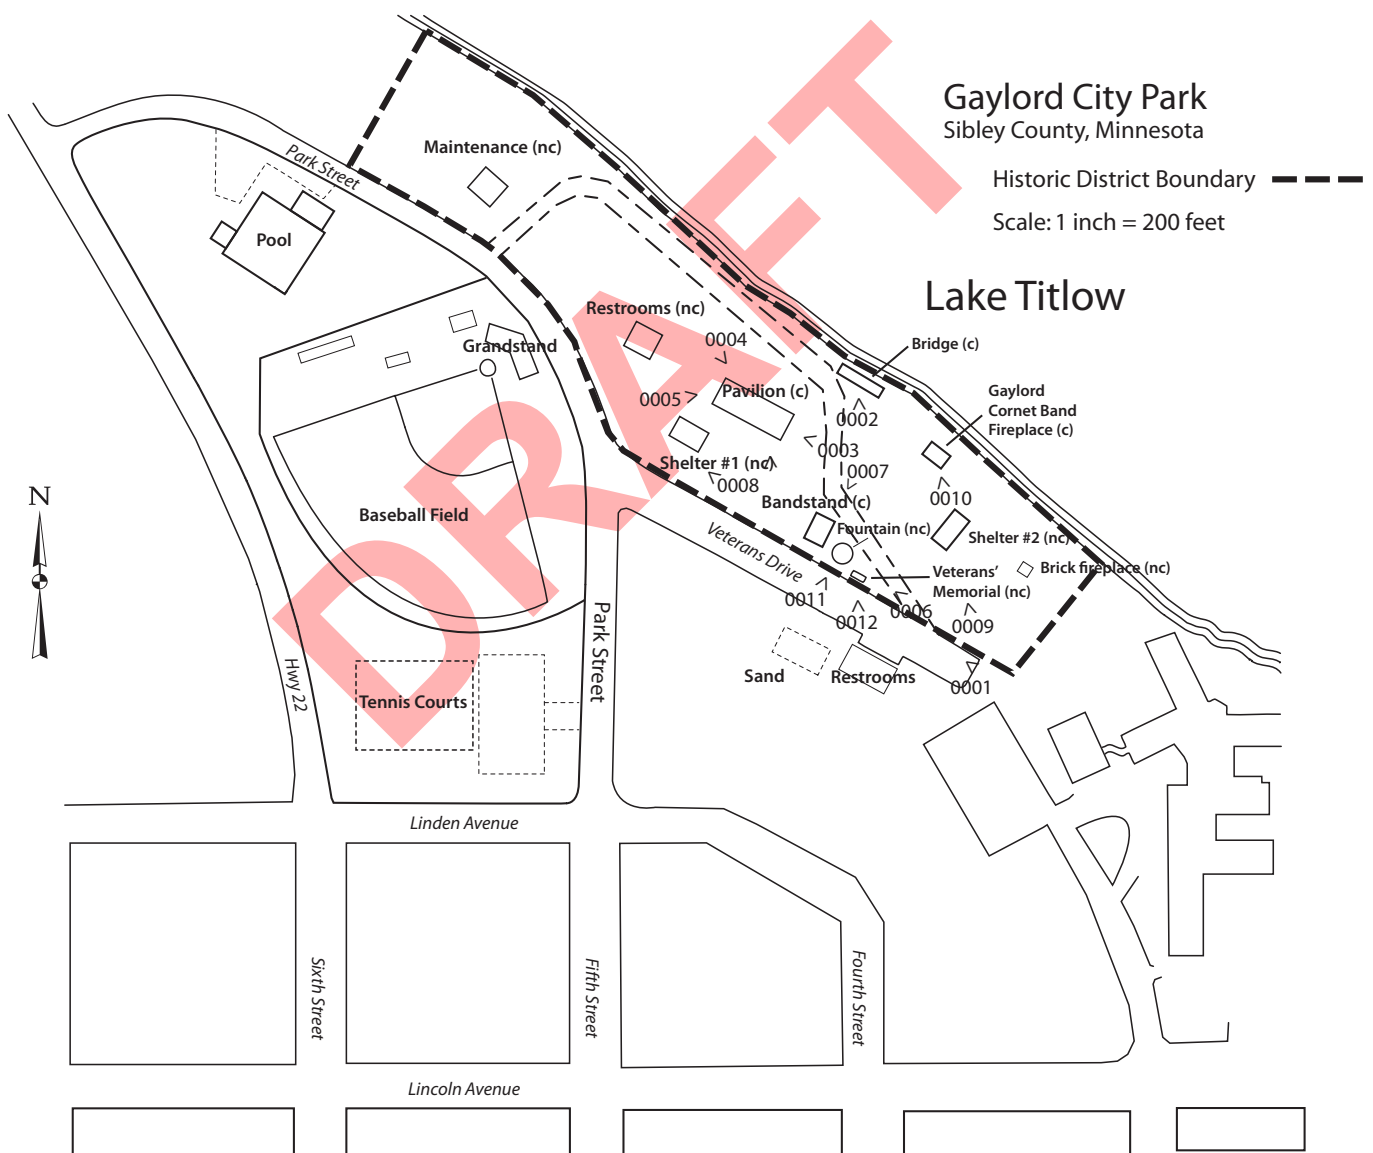 Gaylord City Park
Sibley County, Minnesota
Historic District Boundary
Scale: 1 inch = 200 feet
Lake Titlow
DRAFT
Maintenance (nc)
Park Street
Pool
Restrooms (nc)
Grandstand
0004
Bridge (c)
Pavilion (c)
0005
Gaylord
Cornet Band
Fireplace (c)
0002
0003
Shelter #1 (nc)
0007
0008
0010
N
Bandstand (c)
Baseball Field
Fountain (nc)
Shelter #2 (nc)
Veterans Drive
Brick fireplace (nc)
Veterans'
Memorial (nc)
0011
0006
0012
0009
Park Street
Hwy 22
Sand
Restrooms
0001
Tennis Courts
Linden Avenue
Sixth Street
Fifth Street
Fourth Street
Lincoln Avenue